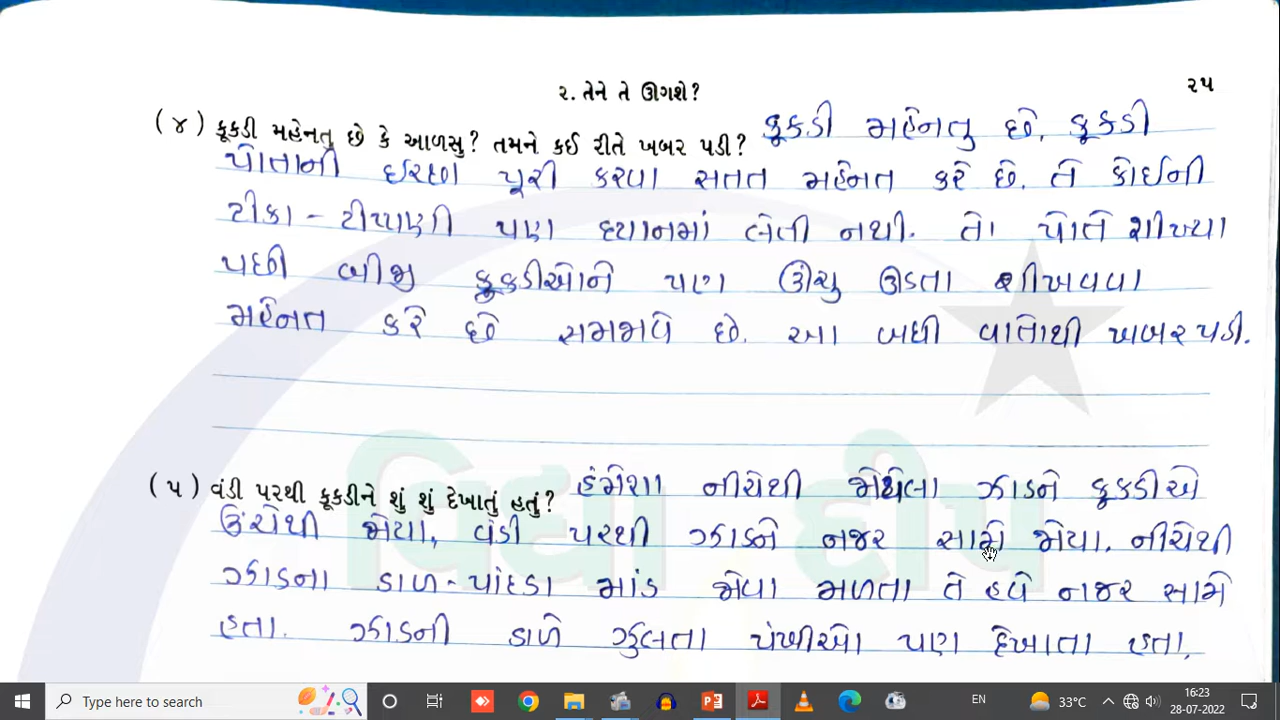 ૨. તેને તે ઊગશે?
૨૫
(૪) કૂકડી મહેનતુ છે કે આળસુ? તમને કઈ રીતે ખબર પડી? કૂકડી મહેનતુ છે. કૂકડી
પોતાની ઈચ્છા પૂરી કરવા સતત મહેનત કરે છે. તે કોઈની
ટીકા - ટીપાણી પણ ધ્યાનમાં લેતી નથી. તો પોતે શીખ્યા
પછી બીજી કૂકડીઓને પણ ઊંચુ ઊડતા શીખવવા
મહેનત કરે છે સમજાવે છે. આ બધી વાતોથી ખબર પડી.
વિદ્યા દીપ
(૫) વંડી પરથી કૂકડીને શું શું દેખાતું હતું? હંમેશા નીચેથી જોયેલા ઝાડને કૂકડીએ
ઉંચેથી જોયા, વંડી પરથી ઝાડને નજર સામે જોયા. નીચેથી
ઝાડના ડાળ-પાંદડા માંડ જોવા મળતા તે હવે નજર સામે
હતા. ઝાડની ડાળે ઝુલતા પંખીઓ પણ દેખાતા હતા.
Type here to search
EN
33°C
16:23
28-07-2022